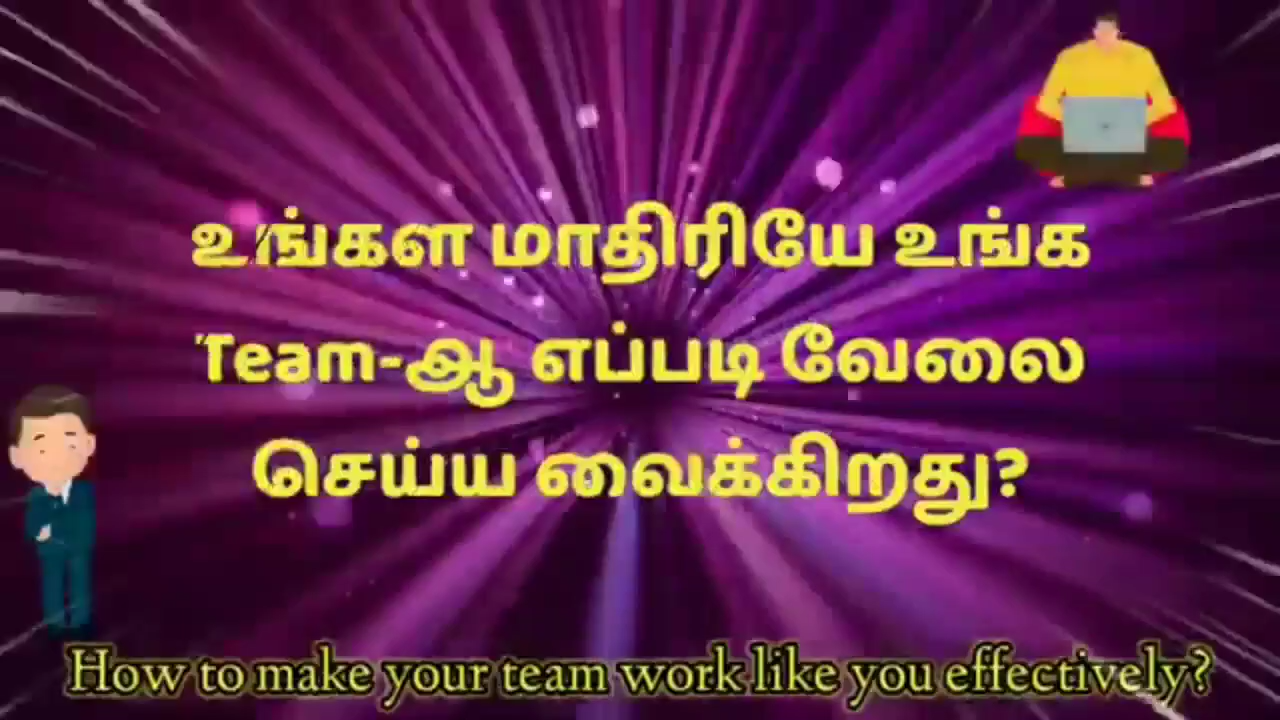 உங்கள மாதிரியே உங்க
Team-ஆ எப்படி வேலை
செய்ய வைக்கிறது?
How to make your team work like you effectively?